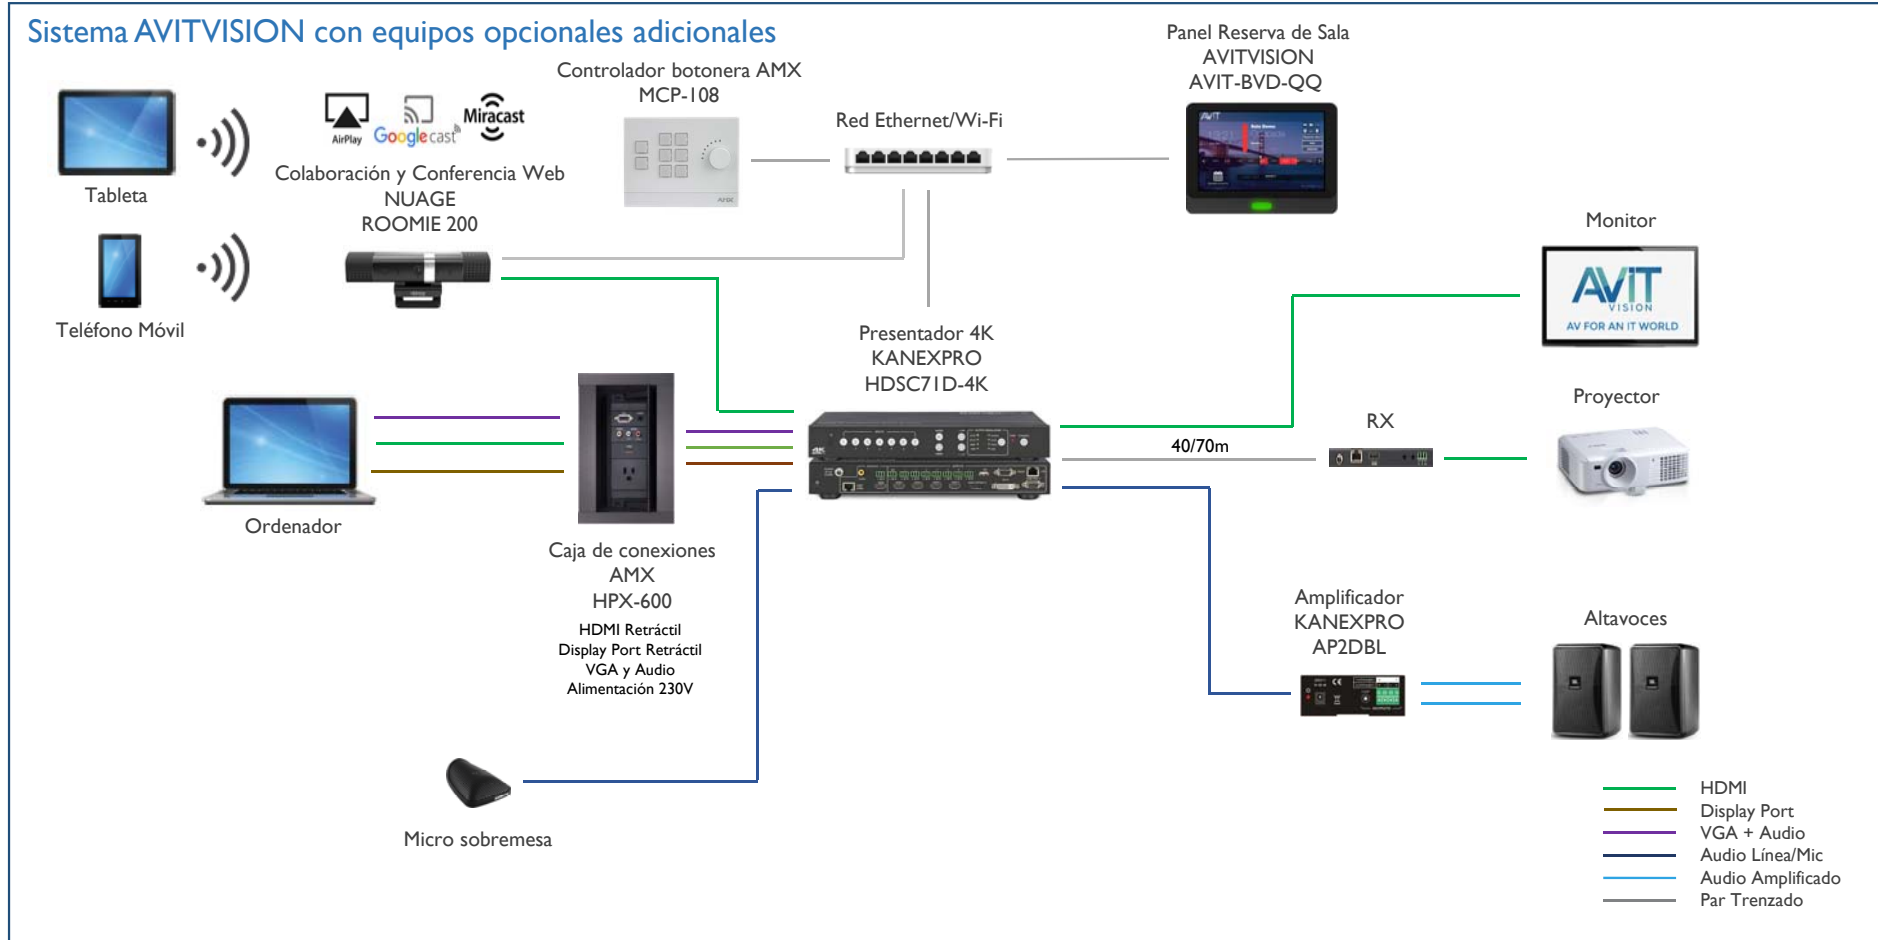 Sistema AVITVISION con equipos opcionales adicionales
Panel Reserva de Sala
AVITVISION
AVIT-BVD-QQ
Controlador botonera AMX
MCP-108
Red Ethernet/Wi-Fi
AirPlay
Google cast
Miracast
Colaboración y Conferencia Web
NUAGE
ROOMIE 200
Tableta
Teléfono Móvil
AMX
AVIT
Monitor
AVIT
VISION
AV FOR AN IT WORLD
Presentador 4K
KANEXPRO
HDSC71D-4K
4K
Proyector
RX
40/70m
Ordenador
Caja de conexiones
AMX
HPX-600
HDMI Retráctil
Display Port Retráctil
VGA y Audio
Alimentación 230V
Amplificador
KANEXPRO
AP2DBL
Altavoces
Micro sobremesa
HDMI
Display Port
VGA + Audio
Audio Línea/Mic
Audio Amplificado
Par Trenzado